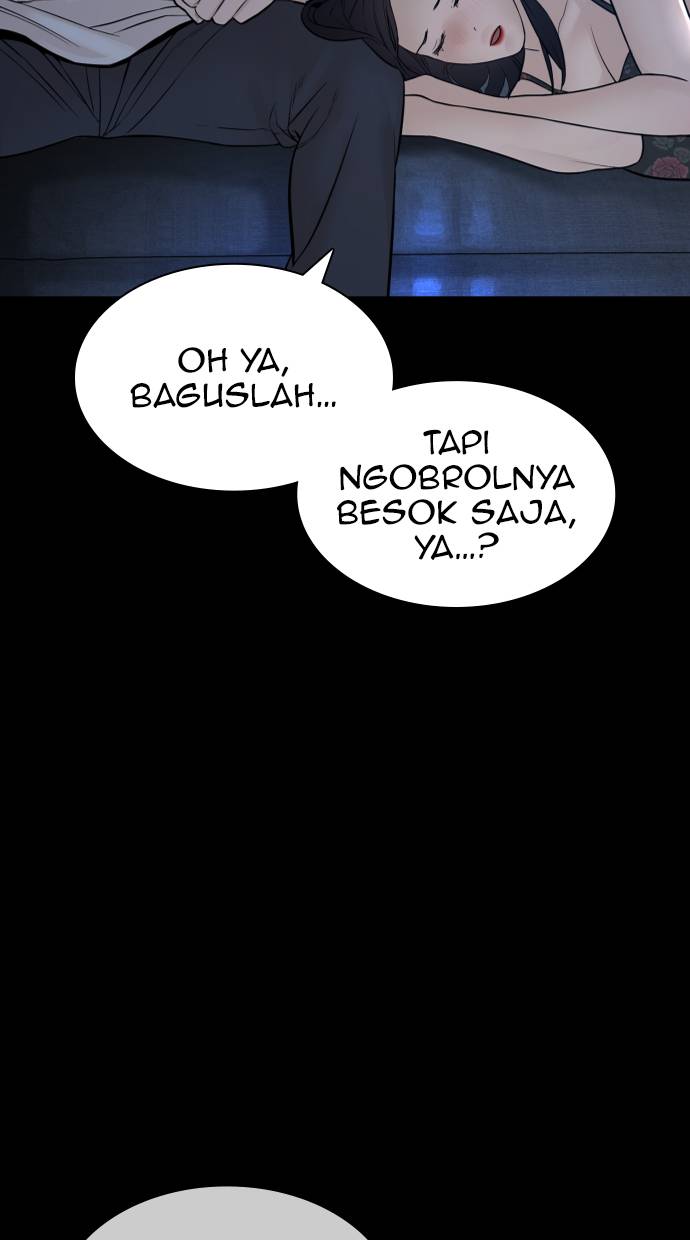 OH YA,
BAGUSLAH...
TAPI
NGOBROLNYA
BESOK SAJA,
YA...?